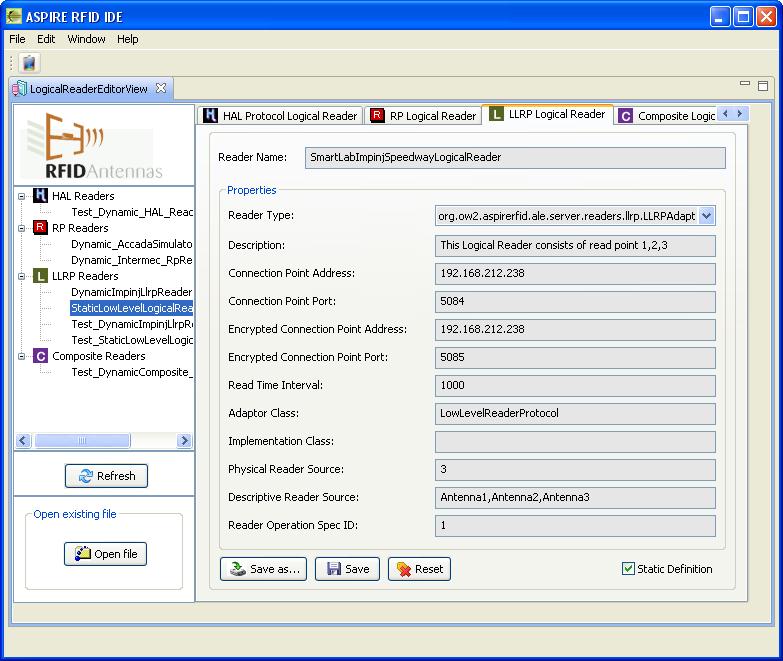 ASPIRE RFID IDE
File Edit Window Help
LogicalReaderEditorView
RFIDAntennas
HAL Readers
Test_Dynamic_HAL_Reac
RP Readers
Dynamic_AccadaSimulato
Dynamic_Intermec_RpRe
LLRP Readers
DynamicImpinjLlrpReader
StaticLowLevelLogicalRea
Test_DynamicImpinjLlrpR
Test_StaticLowLevelLogic
Composite Readers
Test_DynamicComposite_
Refresh
Open existing file
Open file
H HAL Protocol Logical Reader R RP Logical Reader L LLRP Logical Reader C Composite Logic
Reader Name: SmartLabImpinjSpeedwayLogicalReader
Properties
Reader Type: org.ow2.aspirerfid.ale.server.readers.llrp.LLRPAdapt
Description: This Logical Reader consists of read point 1,2,3
Connection Point Address: 192.168.212.238
Connection Point Port: 5084
Encrypted Connection Point Address: 192.168.212.238
Encrypted Connection Point Port: 5085
Read Time Interval: 1000
Adaptor Class: LowLevelReaderProtocol
Implementation Class:
Physical Reader Source: 3
Descriptive Reader Source: Antenna1,Antenna2,Antenna3
Reader Operation Spec ID: 1
Save as... Save Reset Static Definition